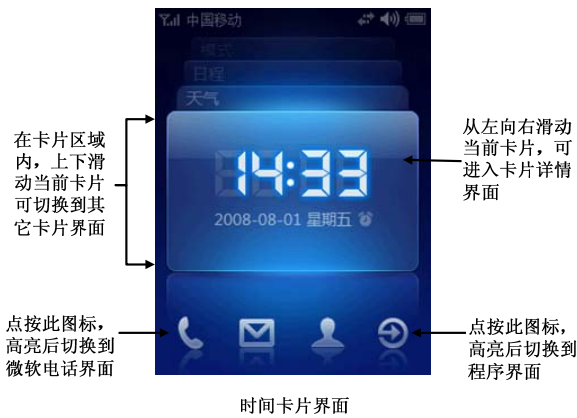 中国移动
模式
日程
天气
14:33
2008-08-01 星期五
在卡片区域
内，上下滑
动当前卡片
可切换到其
它卡片界面
从左向右滑动
当前卡片，可
进入卡片详情
界面
点按此图标，
高亮后切换到
微软电话界面
点按此图标，
高亮后切换到
程序界面
时间卡片界面